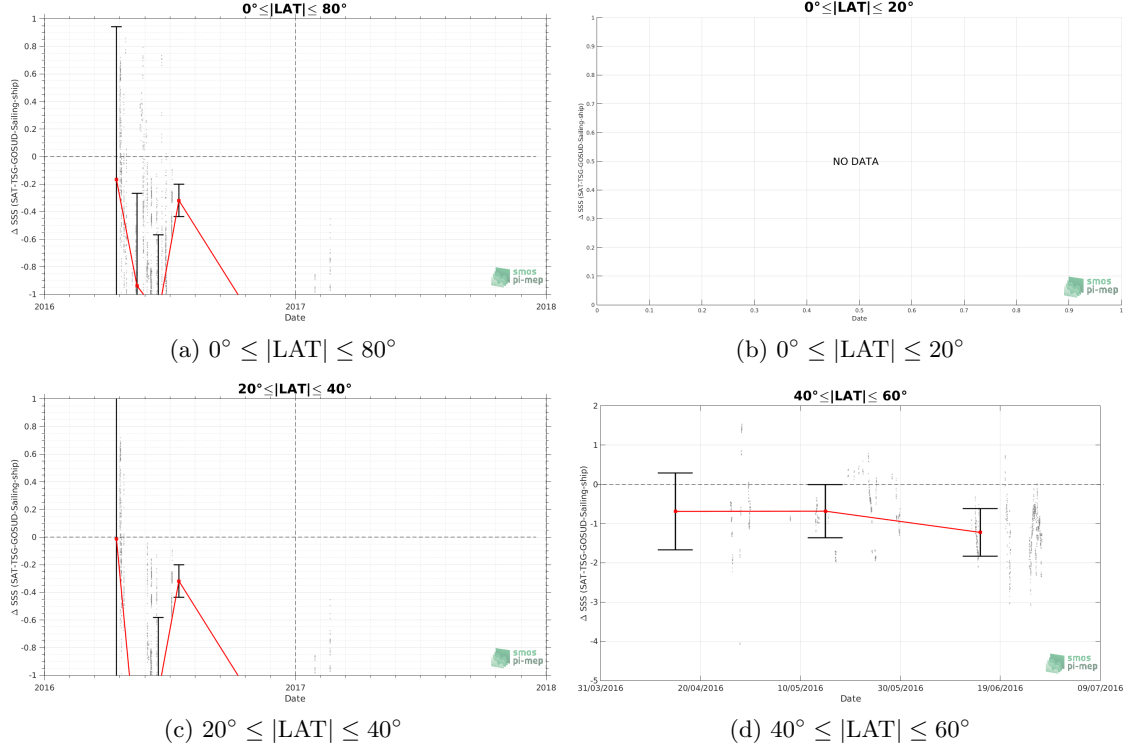 0°≤|LAT|≤ 80°
Δ SSS (SAT-TSG-GOSUD-Sailing-ship)
1
0.8
0.6
0.4
0.2
0
-0.2
-0.4
-0.6
-0.8
-1
2016
2017
2018
Date
smos
pi-mep
(a) 0° ≤ |LAT| ≤ 80°
0°≤|LAT|≤ 20°
Δ SSS (SAT-TSG-GOSUD-Sailing-ship)
1
0.9
0.8
0.7
0.6
0.5
0.4
0.3
0.2
0.1
0
NO DATA
0
0.1
0.2
0.3
0.4
0.5
0.6
0.7
0.8
0.9
1
Date
smos
pi-mep
(b) 0° ≤ |LAT| ≤ 20°
20°≤|LAT|≤ 40°
Δ SSS (SAT-TSG-GOSUD-Sailing-ship)
1
0.8
0.6
0.4
0.2
0
-0.2
-0.4
-0.6
-0.8
-1
2016
2017
2018
Date
smos
pi-mep
(c) 20° ≤ |LAT| ≤ 40°
40°≤|LAT|≤ 60°
Δ SSS (SAT-TSG-GOSUD-Sailing-ship)
2
1
0
-1
-2
-3
-4
-5
31/03/2016
20/04/2016
10/05/2016
30/05/2016
19/06/2016
09/07/2016
Date
smos
pi-mep
(d) 40° ≤ |LAT| ≤ 60°